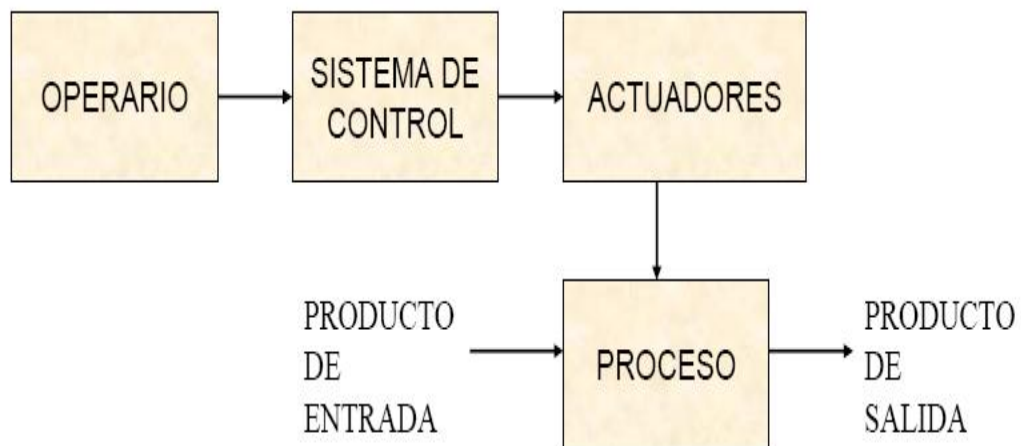 OPERARIO
SISTEMA DE
CONTROL
ACTUADORES
PRODUCTO
DE
ENTRADA
PROCESO
PRODUCTO
DE
SALIDA